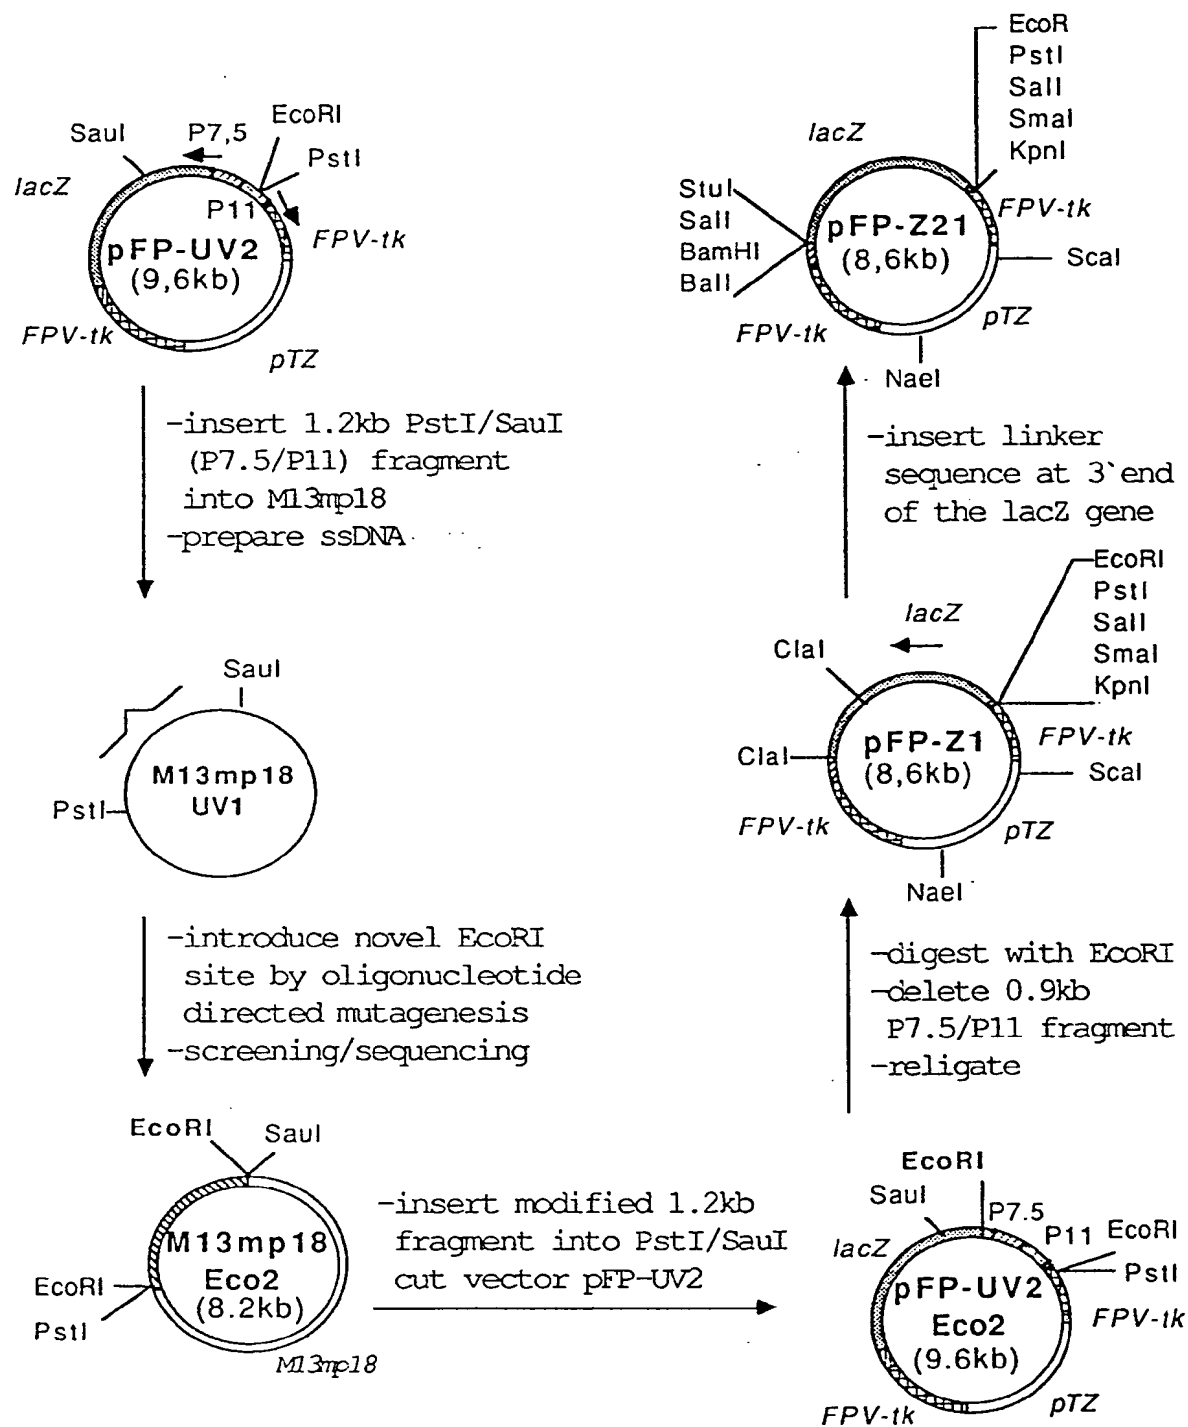 SauI
P7,5
EcoRI
PstI
lacZ
P11
FPV-tk
pFP-UV2
(9,6kb)
FPV-tk
pTZ
-insert 1.2kb PstI/SauI
(P7.5/P11) fragment
into M13mp18
-prepare ssDNA
SauI
M13mp18
UV1
PstI
-introduce novel EcoRI
site by oligonucleotide
directed mutagenesis
-screening/sequencing
EcoRI
SauI
M13mp18
Eco2
(8.2kb)
EcoRI
PstI
M13mp18
-insert modified 1.2kb
fragment into PstI/SauI
cut vector pFP-UV2
EcoRI
SauI
P7.5
P11
EcoRI
PstI
lacZ
pFP-UV2
Eco2
(9.6kb)
FPV-tk
FPV-tk
pTZ
-digest with EcoRI
-delete 0.9kb
P7.5/P11 fragment
-religate
EcoRI
PstI
SalI
SmaI
KpnI
lacZ
ClaI
ClaI
pFP-Z1
(8,6kb)
FPV-tk
ScaI
FPV-tk
pTZ
NaeI
-insert linker
sequence at 3`end
of the lacZ gene
EcoR
PstI
SalI
SmaI
KpnI
lacZ
StuI
SalI
BamHI
BalI
pFP-Z21
(8,6kb)
FPV-tk
ScaI
FPV-tk
pTZ
NaeI